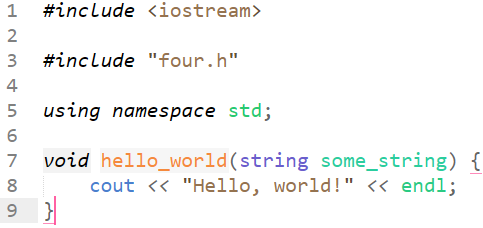 1 #include <iostream>
2
3 #include "four.h"
4
5 using namespace std;
6
7 void hello_world(string some_string) {
8     cout << "Hello, world!" << endl;
9 }